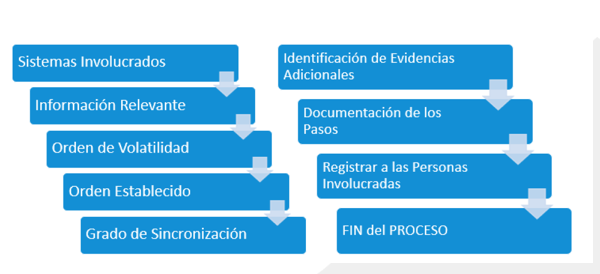 Sistemas Involucrados
Información Relevante
Orden de Volatilidad
Orden Establecido
Grado de Sincronización
Identificación de Evidencias
Adicionales
Documentación de los
Pasos
Registrar a las Personas
Involucradas
FIN del PROCESO